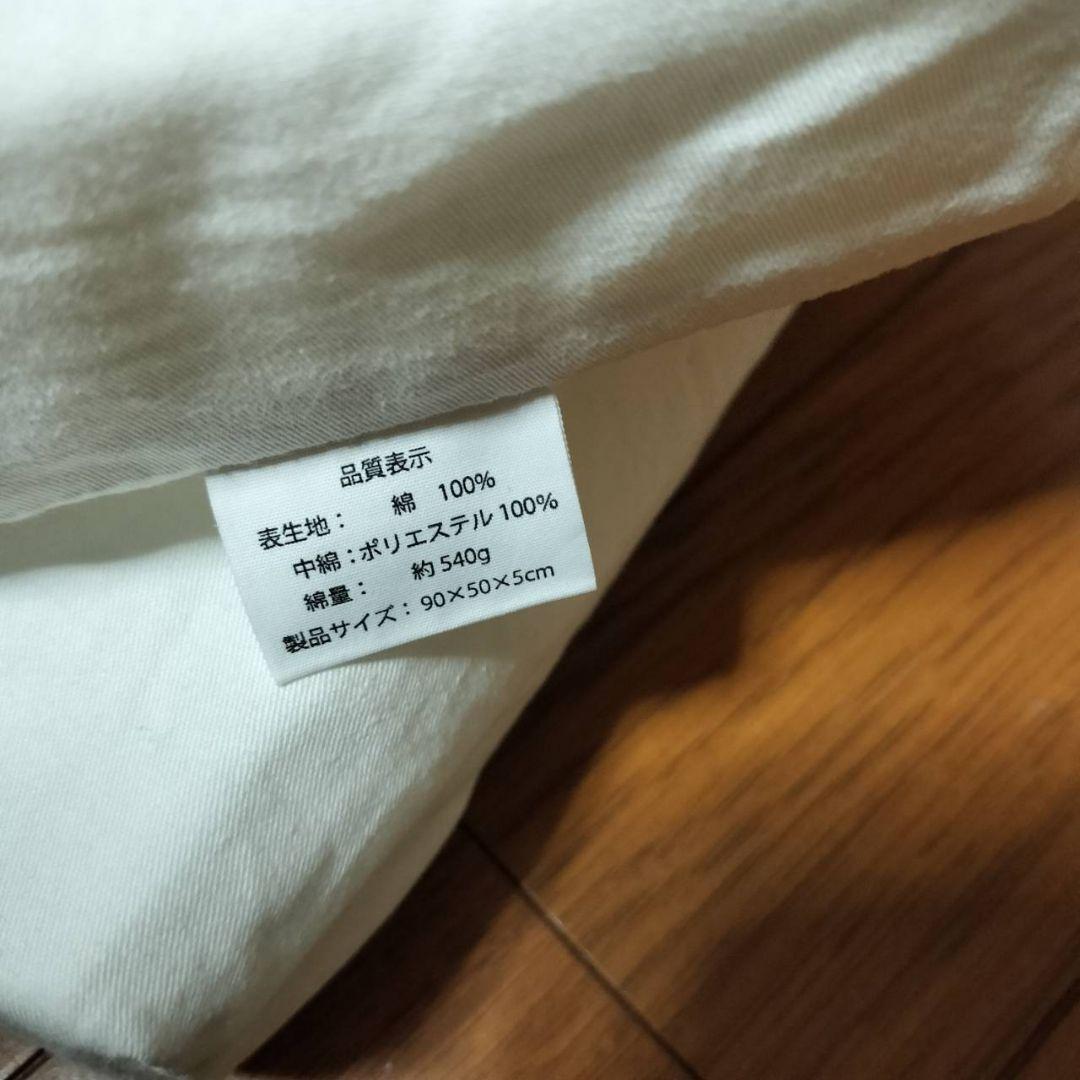 品質表示
表生地： 綿 100%
中綿：ポリエステル 100%
綿量： 約 540g
製品サイズ： 90×50×5cm